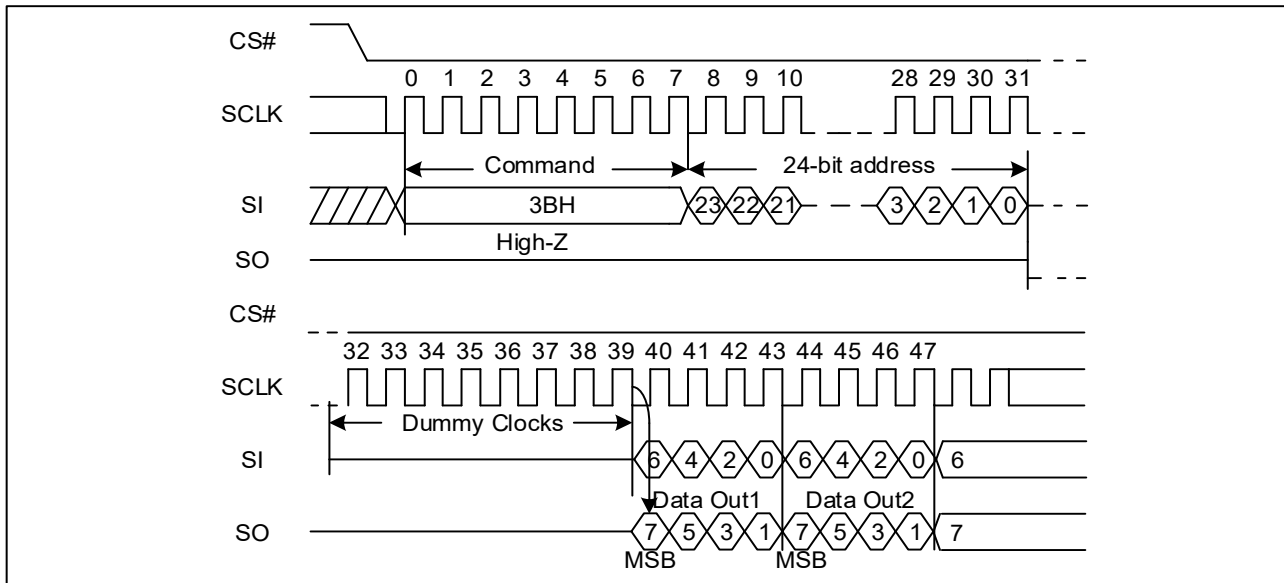 CS#
0 1 2 3 4 5 6 7 8 9 10 28 29 30 31
SCLK
Command 24-bit address
SI 3BH 23 22 21 3 2 1 0
High-Z
SO
CS#
32 33 34 35 36 37 38 39 40 41 42 43 44 45 46 47
SCLK
Dummy Clocks
SI 6 4 2 0 6 4 2 0 6
Data Out1 Data Out2
SO 7 5 3 1 7 5 3 1 7
MSB MSB